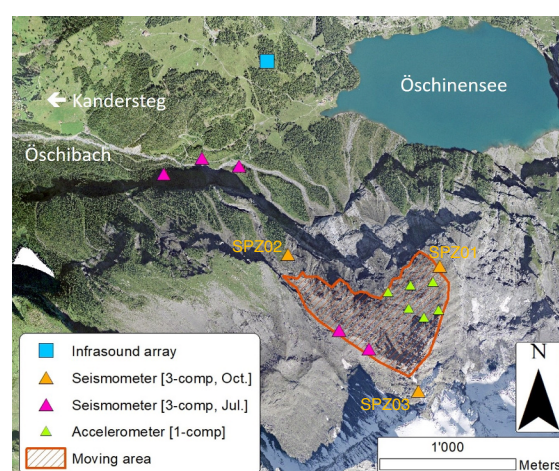 Öschinensee
← Kandersteg
Öschibach
SPZ02
SPZ01
SPZ03
Infrasound array
Seismometer [3-comp, Oct.]
Seismometer [3-comp, Jul.]
Accelerometer [1-comp]
Moving area
N
1'000
Meters